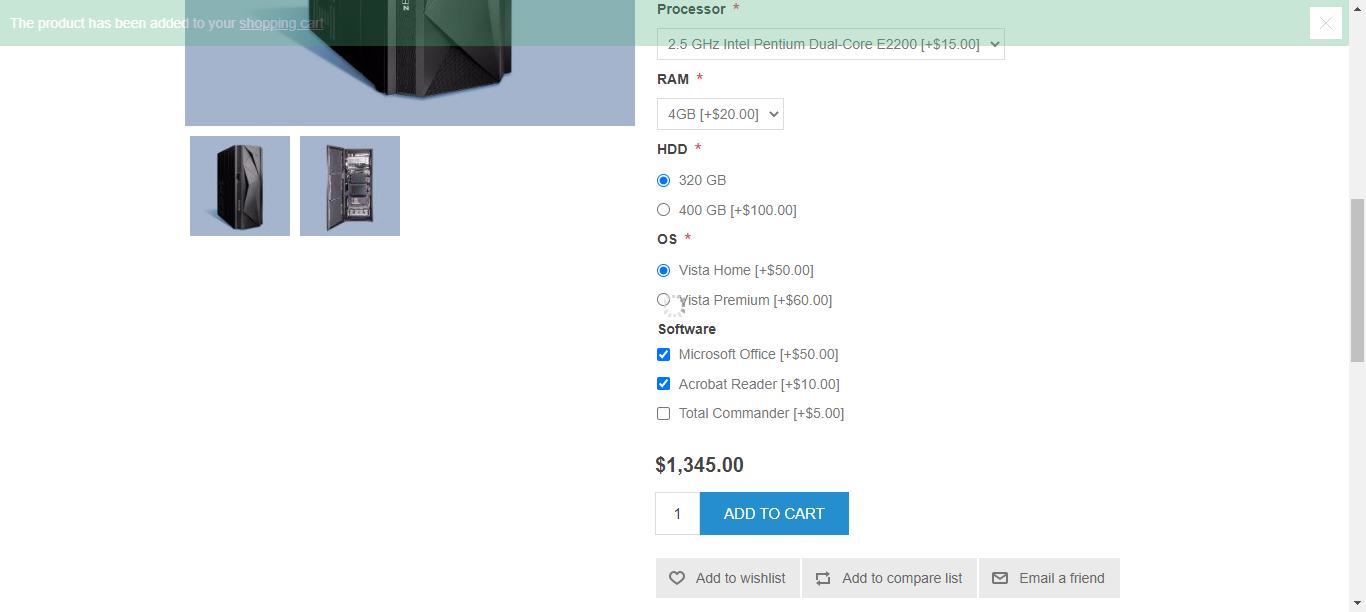 The product has been added to your shopping cart
Processor *
2.5 GHz Intel Pentium Dual-Core E2200 [+$15.00]
RAM *
4GB [+$20.00]
HDD *
320 GB
400 GB [+$100.00]
OS *
Vista Home [+$50.00]
Vista Premium [+$60.00]
Software
Microsoft Office [+$50.00]
Acrobat Reader [+$10.00]
Total Commander [+$5.00]
$1,345.00
1 ADD TO CART
Add to wishlist Add to compare list Email a friend